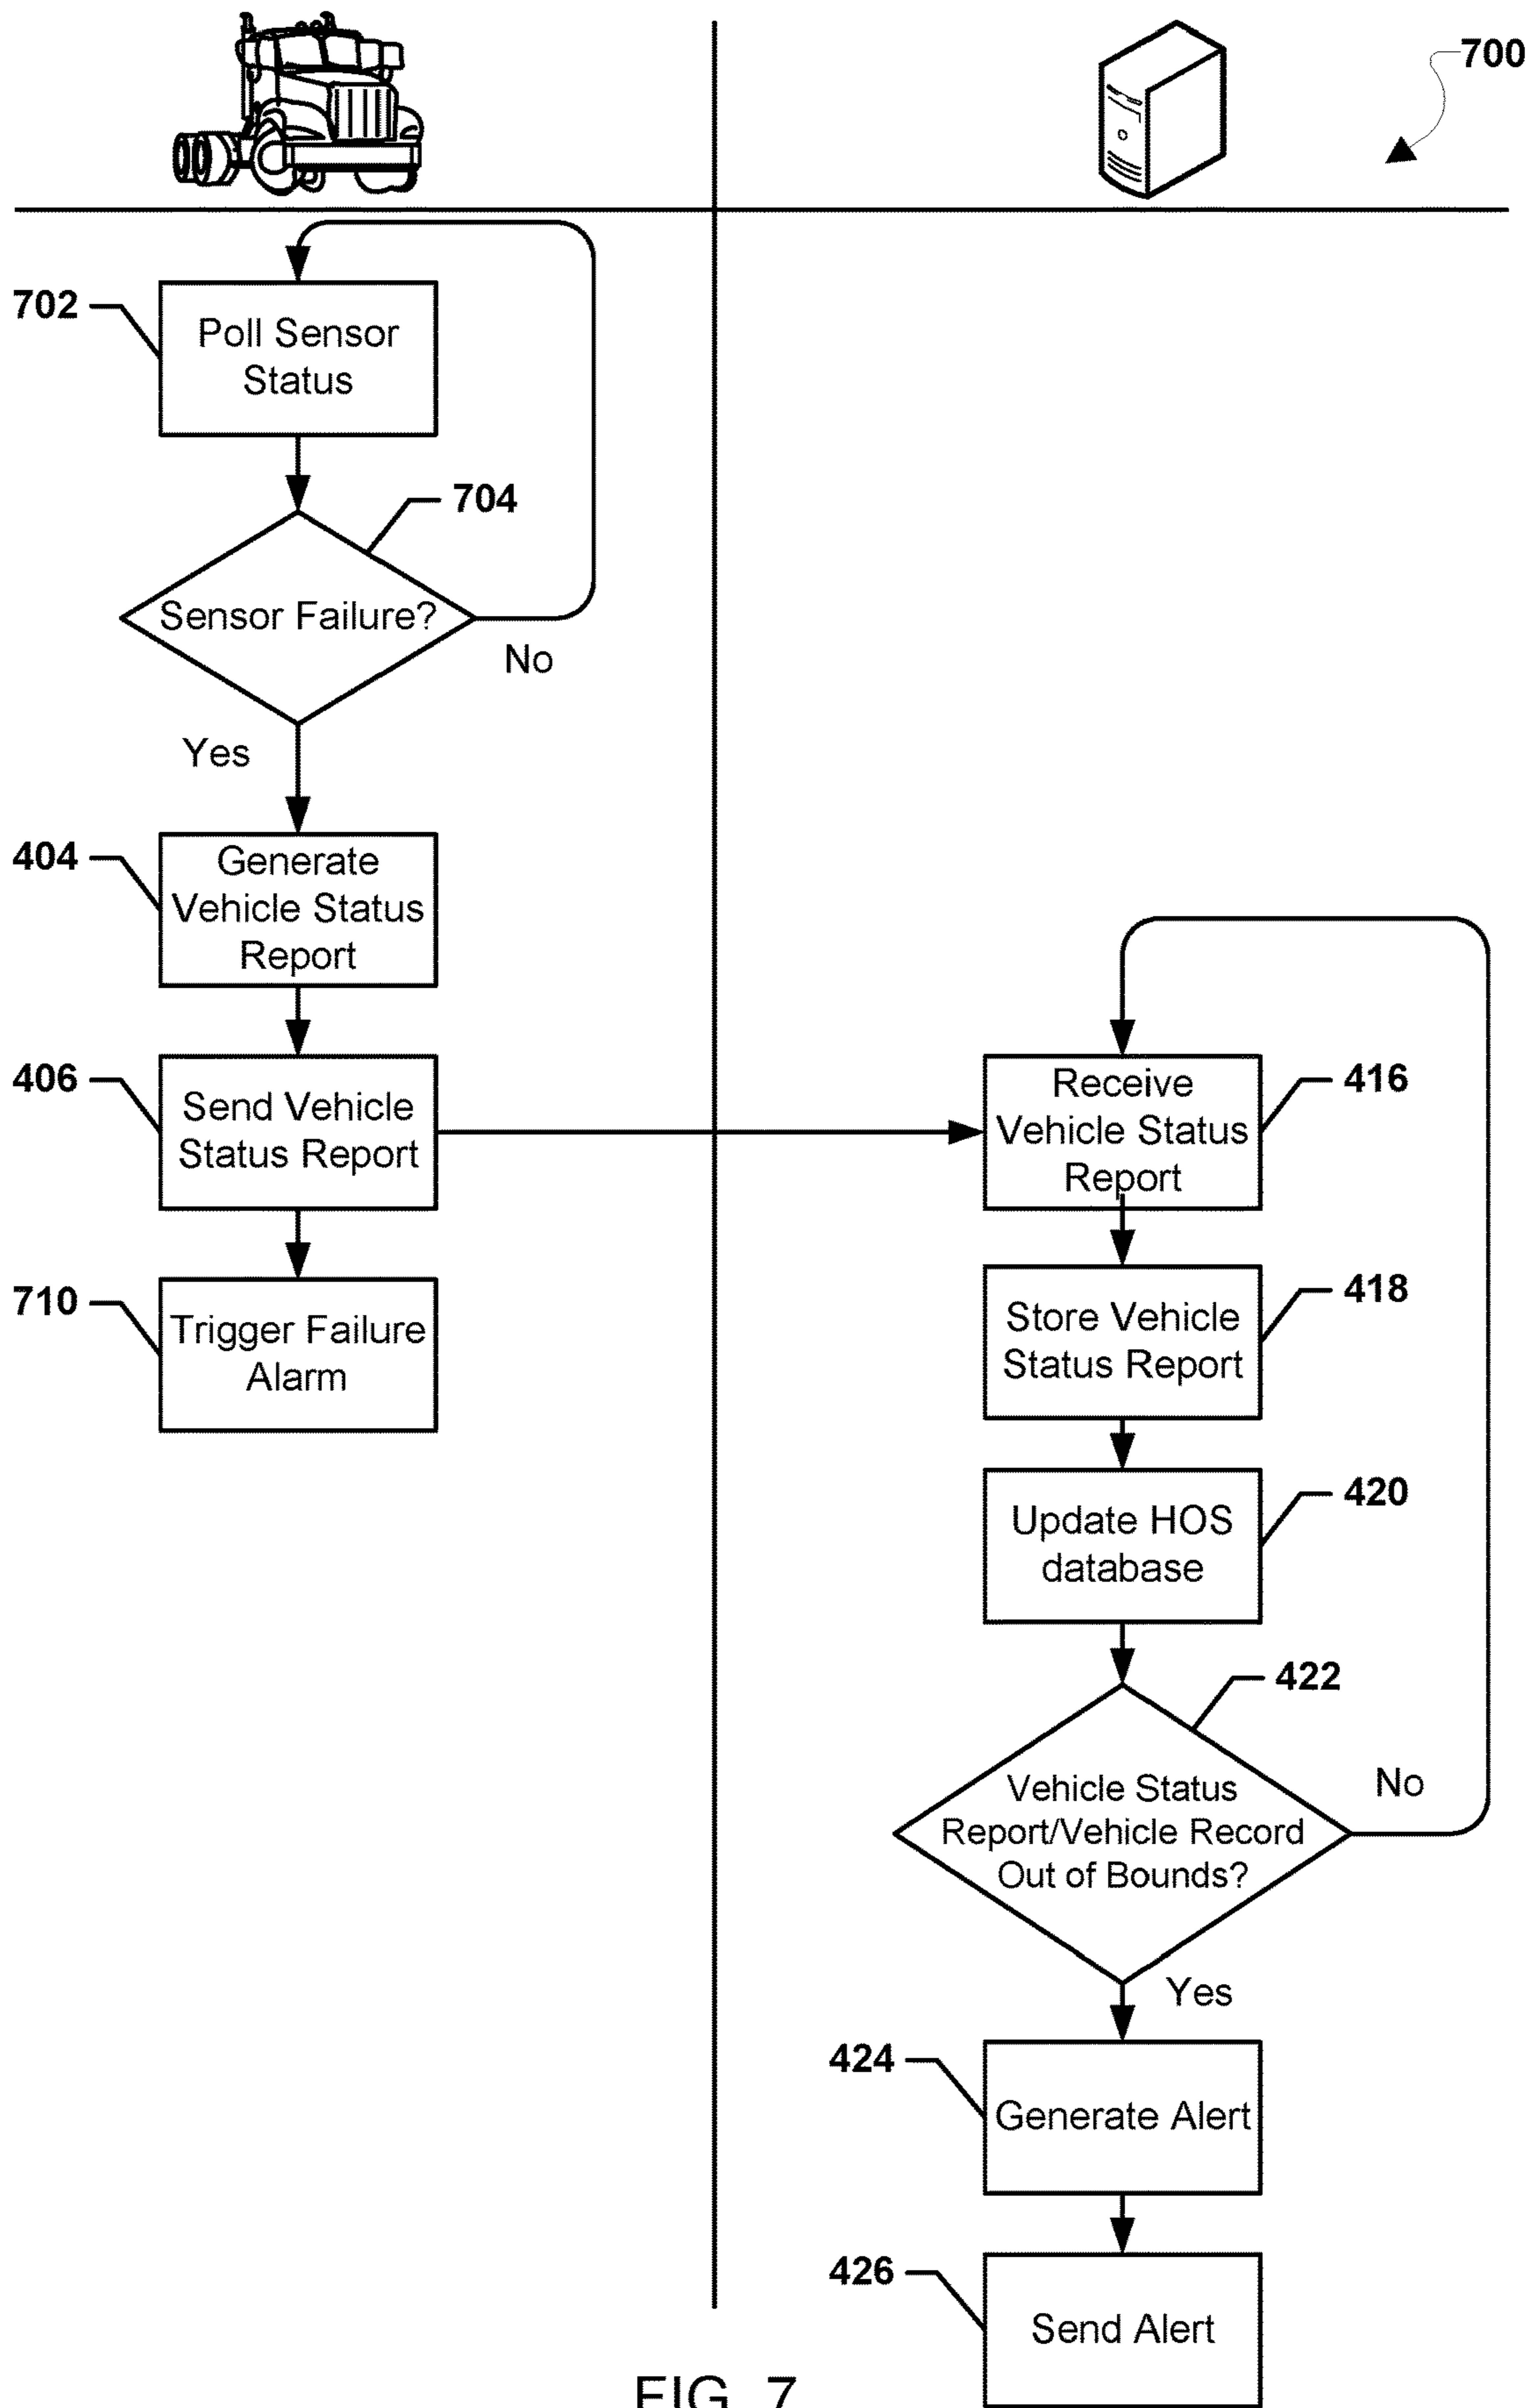 700
702
Poll Sensor
Status
704
Sensor Failure?
No
Yes
404
Generate
Vehicle Status
Report
406
Send Vehicle
Status Report
710
Trigger Failure
Alarm
Receive
Vehicle Status
Report
416
Store Vehicle
Status Report
418
Update HOS
database
420
422
Vehicle Status
Report/Vehicle Record
Out of Bounds?
No
Yes
424
Generate Alert
426
Send Alert
FIG. 7